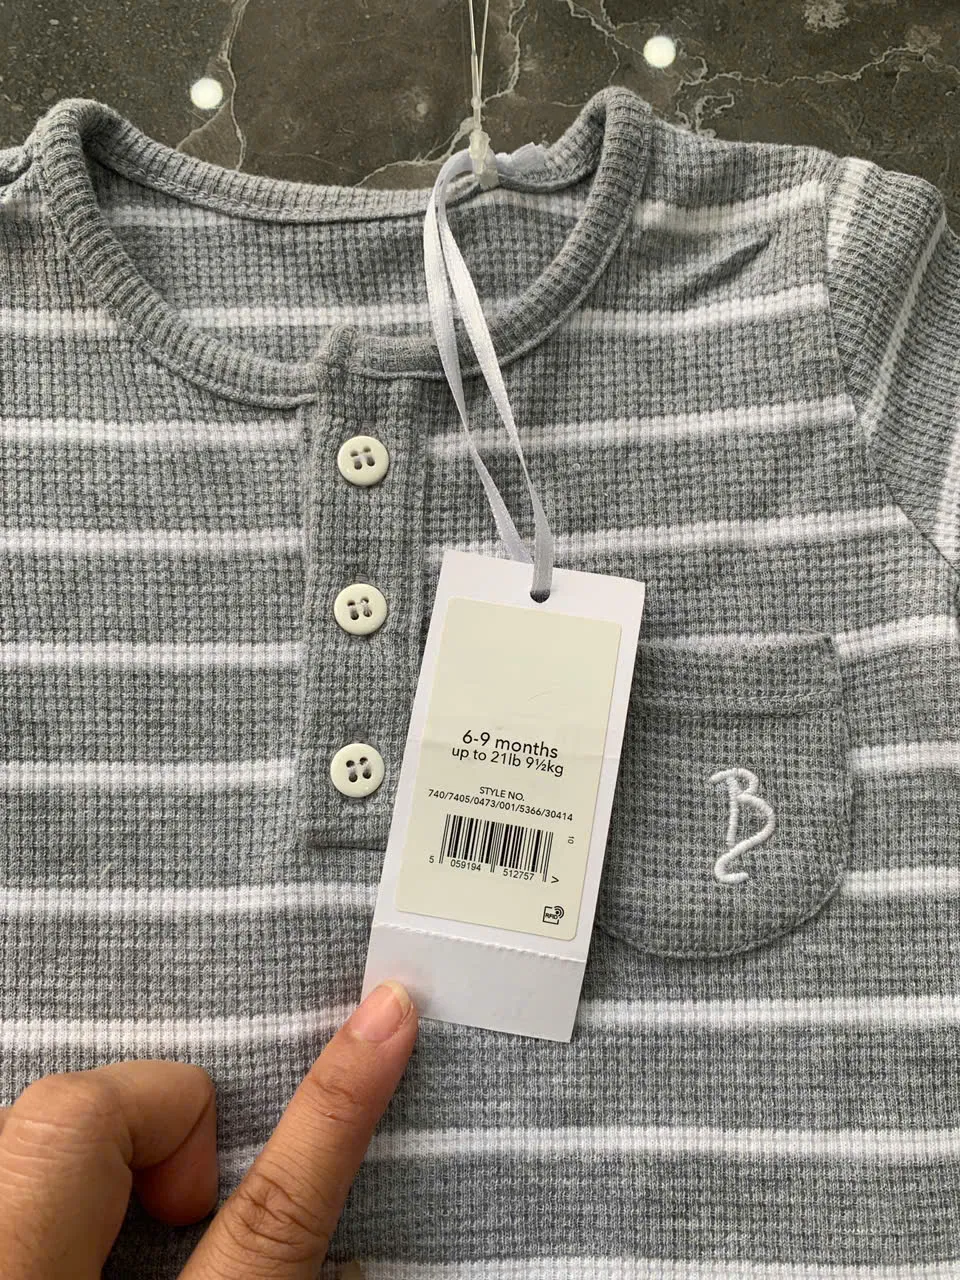 6-9 months
up to 21lb 9½kg
STYLE NO.
740/7405/0473/001/5366/30414
10
5 059194 512757 >
RFID
B